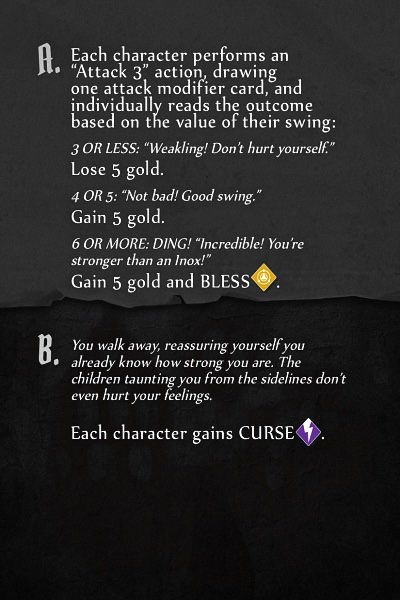 A. Each character performs an
“Attack 3” action, drawing
one attack modifier card, and
individually reads the outcome
based on the value of their swing:
3 OR LESS: “Weakling! Don’t hurt yourself.”
Lose 5 gold.
4 OR 5: “Not bad! Good swing.”
Gain 5 gold.
6 OR MORE: DING! “Incredible! You’re
stronger than an Inox!”
Gain 5 gold and BLESS.
B. You walk away, reassuring yourself you
already know how strong you are. The
children taunting you from the sidelines don’t
even hurt your feelings.
Each character gains CURSE.